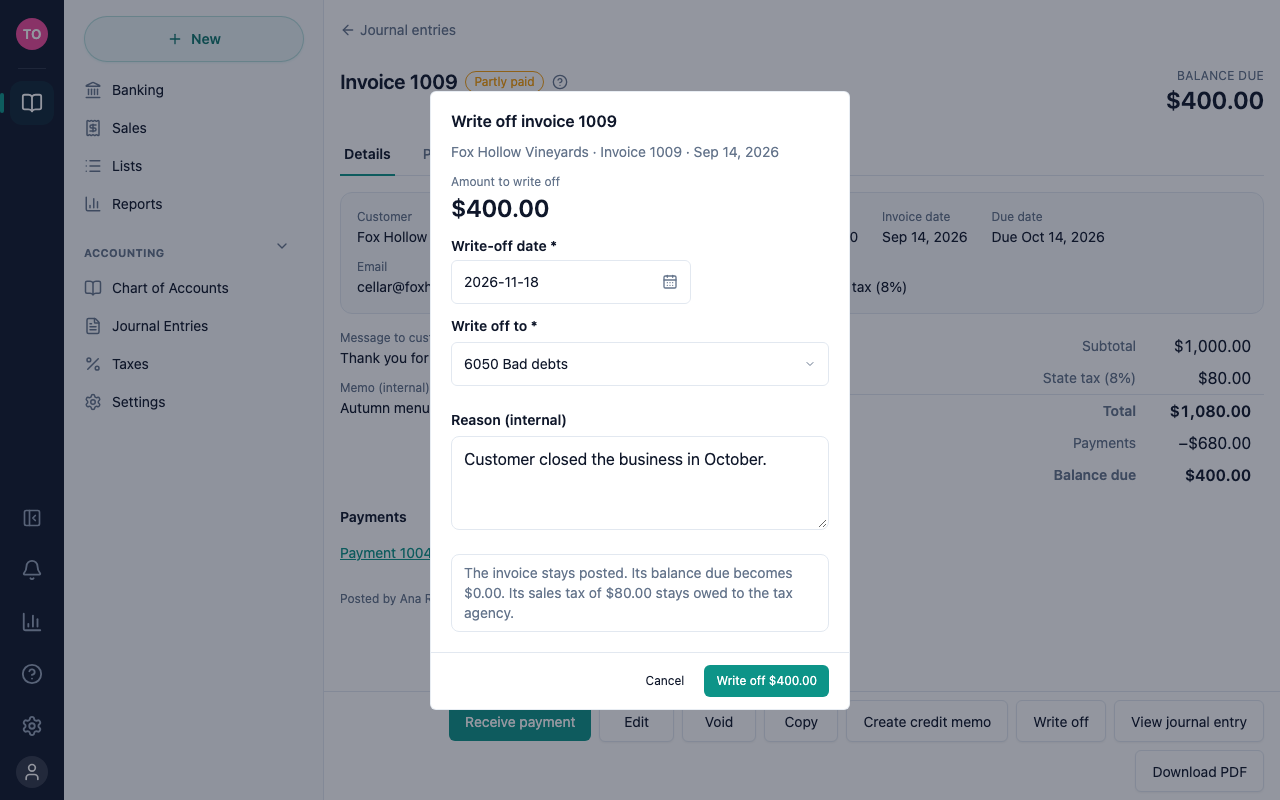 TO
New
Banking
Sales
Lists
Reports
ACCOUNTING
Chart of Accounts
Journal Entries
Taxes
Settings
Journal entries
Invoice 1009
Partly paid
BALANCE DUE
$400.00
Details
Customer
Fox Hollow
Invoice date
Sep 14, 2026
Due date
Due Oct 14, 2026
Email
tax (8%)
Thank you for
Memo (internal)
Autumn menu
Subtotal
$1,000.00
State tax (8%)
$80.00
Total
$1,080.00
Payments
–$680.00
Balance due
$400.00
Payments
Payment 1004
Posted by Ana
Write off invoice 1009
Fox Hollow Vineyards · Invoice 1009 · Sep 14, 2026
Amount to write off
$400.00
Write-off date *
2026-11-18
Write off to *
6050 Bad debts
Reason (internal)
Customer closed the business in October.
The invoice stays posted. Its balance due becomes
$0.00. Its sales tax of $80.00 stays owed to the tax
agency.
Cancel
Write off $400.00
Receive payment
Edit
Void
Copy
Create credit memo
Write off
View journal entry
Download PDF